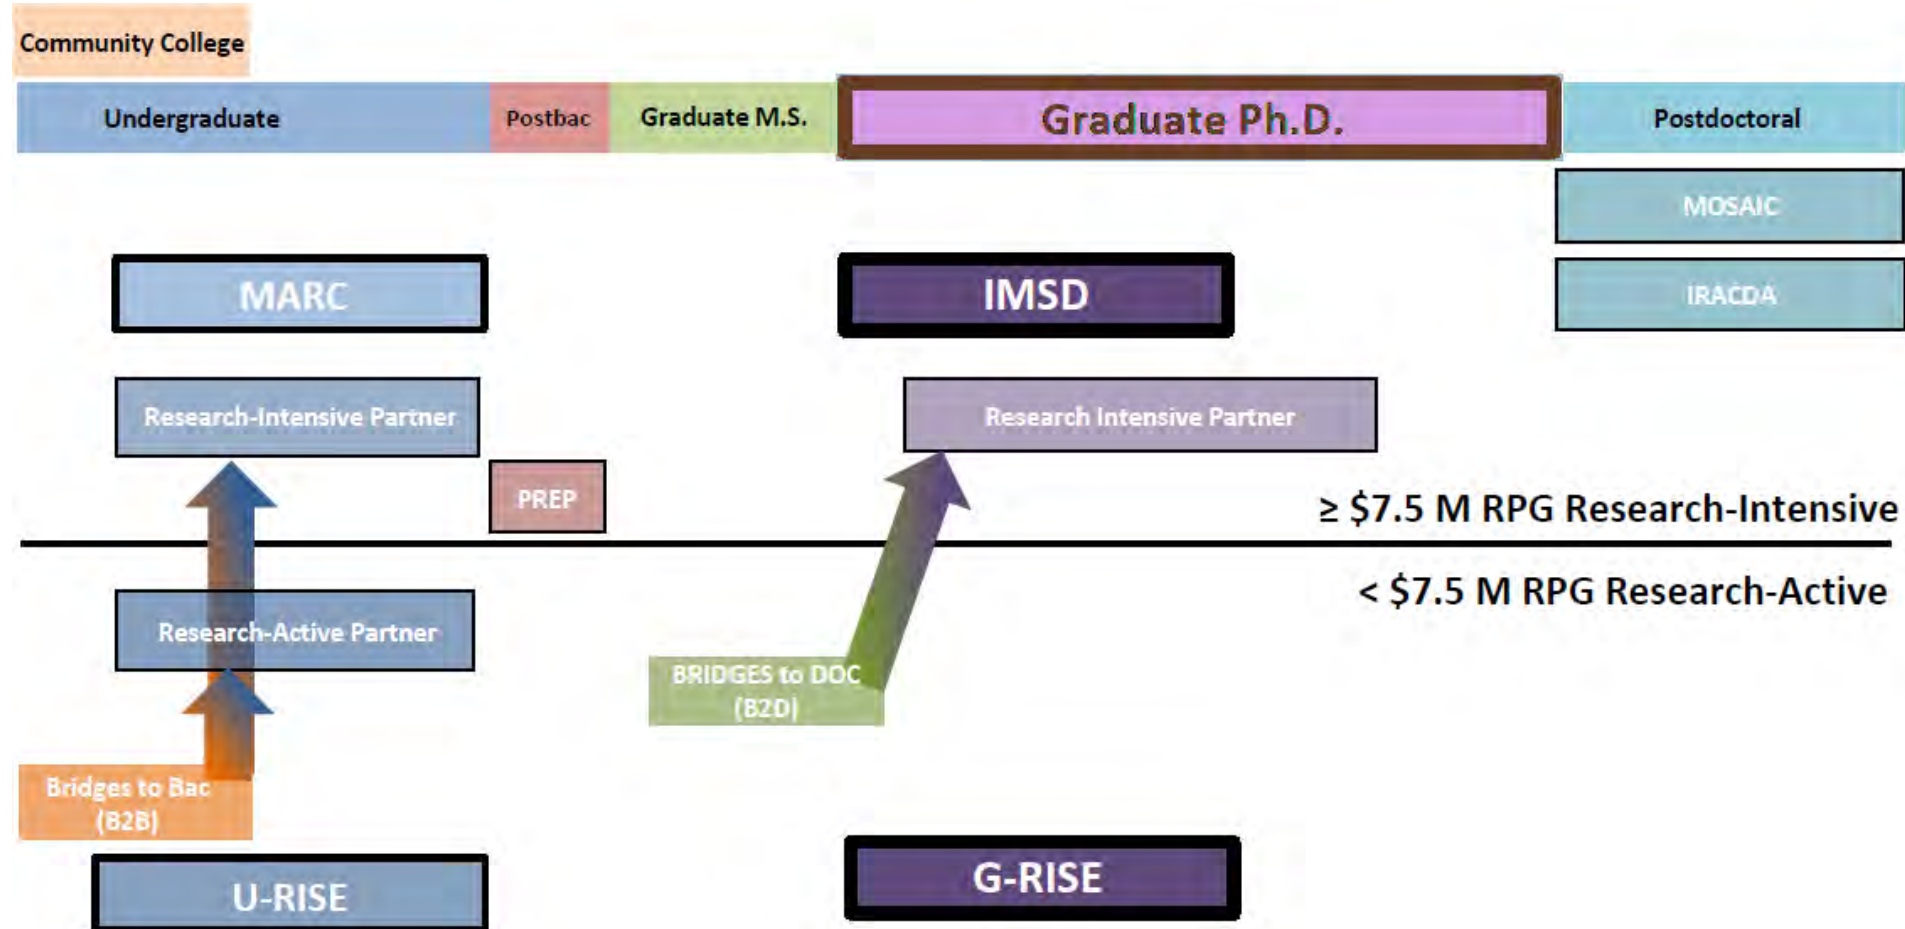 Community College
Undergraduate
Postbac
Graduate M.S.
Graduate Ph.D.
Postdoctoral
MOSAIC
MARC
IMSD
IRACDA
Research-Intensive Partner
Research Intensive Partner
PREP
≥ $7.5 M RPG Research-Intensive
< $7.5 M RPG Research-Active
Research-Active Partner
BRIDGES to DOC
(B2D)
Bridges to Bac
(B2B)
U-RISE
G-RISE